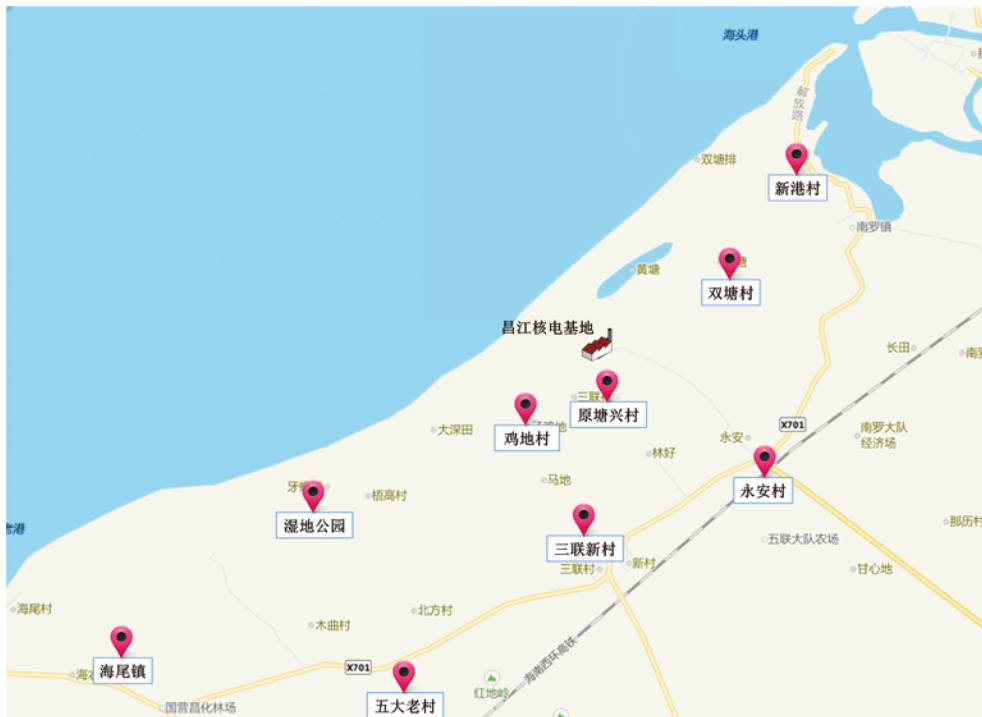 海头港
解放路
双塘排
新港村
南罗镇
黄塘
塘
双塘村
昌江核电基地
长田
南罗
三联
原塘兴村
大深田
鸡地
鸡地村
X701
永安
南罗大队
经济场
林好
永安村
马地
梧高村
湿地公园
三联新村
那历村
五联大队农场
三联村
新村
甘心地
海尾村
北方村
木曲村
海尾镇
X701
海南西环高铁
五大老村
红地岭
国营昌化林场